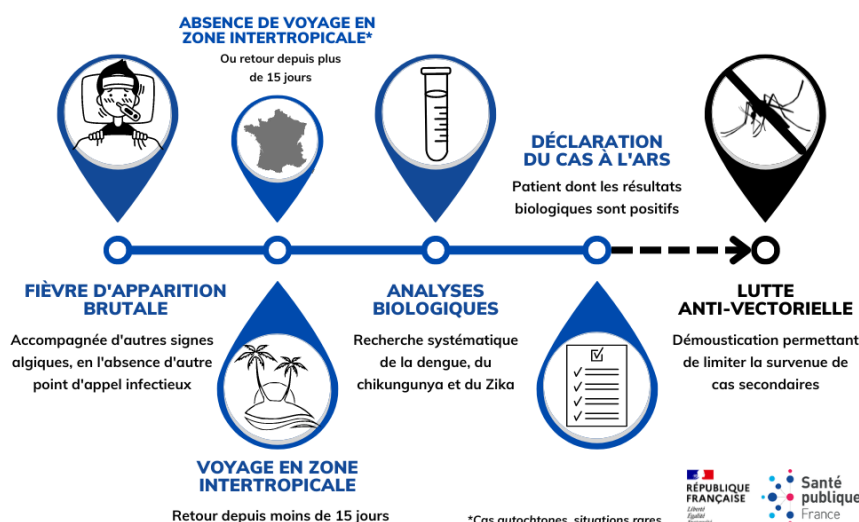 ABSENCE DE VOYAGE EN
ZONE INTERTROPICALE*
Ou retour depuis plus
de 15 jours
DÉCLARATION
DU CAS À L'ARS
Patient dont les résultats
biologiques sont positifs
FIÈVRE D'APPARITION
BRUTALE
Accompagnée d'autres signes
algiques, en l'absence d'autre
point d'appel infectieux
ANALYSES
BIOLOGIQUES
Recherche systématique
de la dengue, du
chikungunya et du Zika
LUTTE
ANTI-VECTORIELLE
Démoustication permettant
de limiter la survenue de
cas secondaires
VOYAGE EN ZONE
INTERTROPICALE
Retour depuis moins de 15 jours
*Cas autochtones, situations rares
RÉPUBLIQUE
FRANÇAISE
Liberté
Égalité
Santé
publique
France